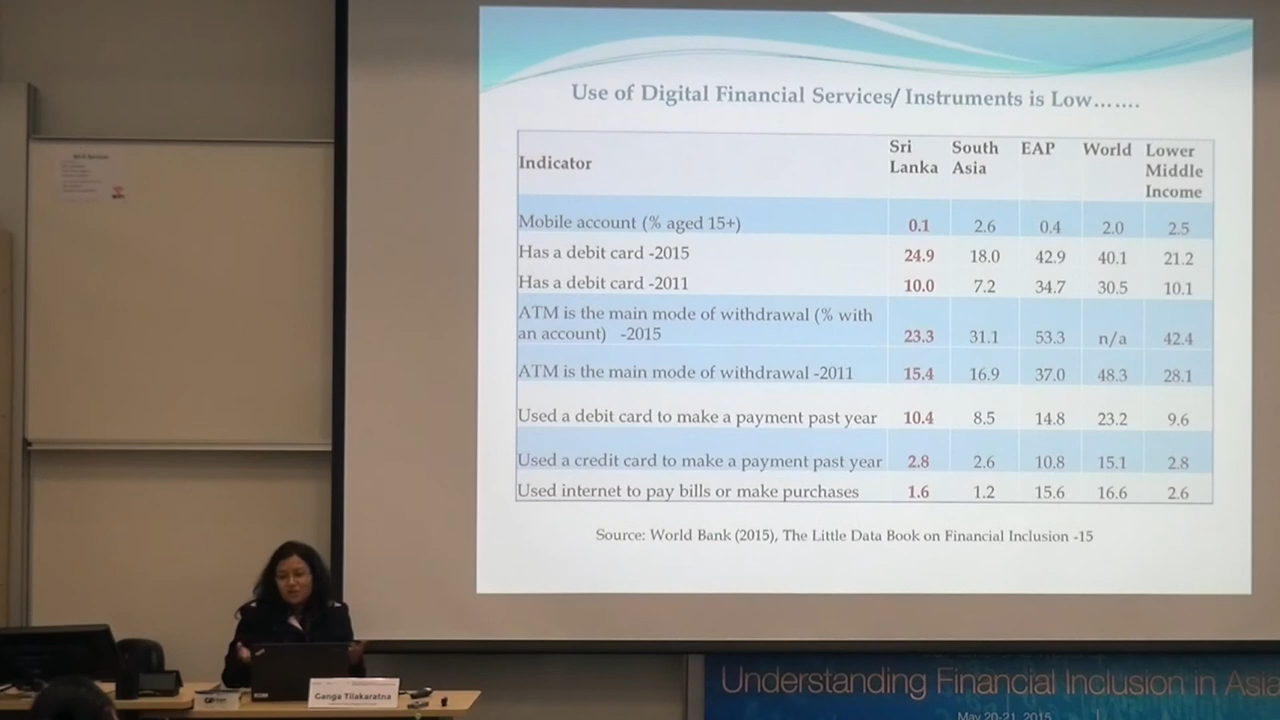 Use of Digital Financial Services/ Instruments is Low…….
Indicator Sri Lanka South Asia EAP World Lower Middle Income
Mobile account (% aged 15+) 0.1 2.6 0.4 2.0 2.5
Has a debit card -2015 24.9 18.0 42.9 40.1 21.2
Has a debit card -2011 10.0 7.2 34.7 30.5 10.1
ATM is the main mode of withdrawal (% with
an account) -2015 23.3 31.1 53.3 n/a 42.4
ATM is the main mode of withdrawal -2011 15.4 16.9 37.0 48.3 28.1
Used a debit card to make a payment past year 10.4 8.5 14.8 23.2 9.6
Used a credit card to make a payment past year 2.8 2.6 10.8 15.1 2.8
Used internet to pay bills or make purchases 1.6 1.2 15.6 16.6 2.6
Source: World Bank (2015), The Little Data Book on Financial Inclusion -15
Ganga Tilakaratna
Understanding Financial Inclusion in Asia
May 20-21, 2015